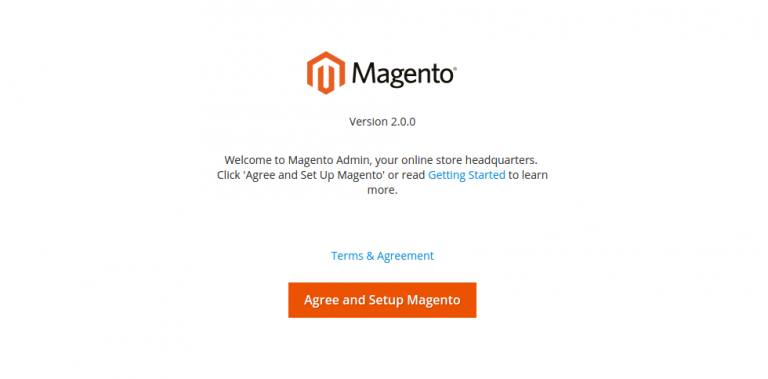 Magento®
Version 2.0.0
Welcome to Magento Admin, your online store headquarters.
Click 'Agree and Set Up Magento' or read Getting Started to learn
more.
Terms & Agreement
Agree and Setup Magento